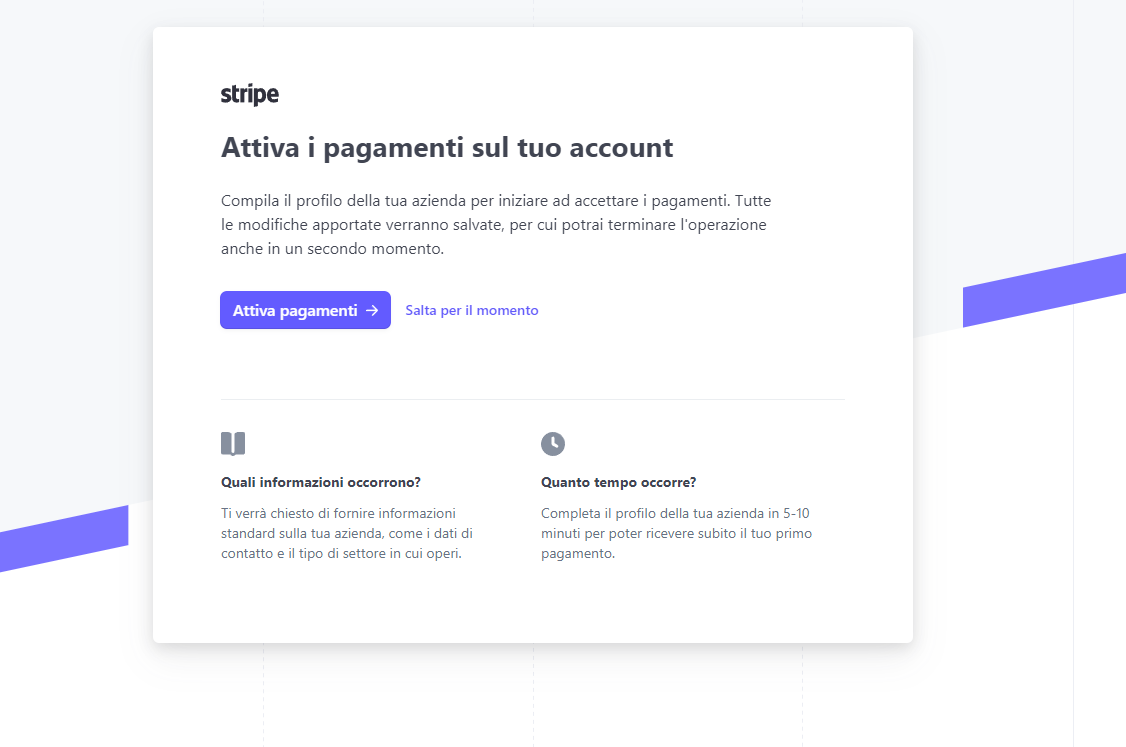 stripe
Attiva i pagamenti sul tuo account
Compila il profilo della tua azienda per iniziare ad accettare i pagamenti. Tutte
le modifiche apportate verranno salvate, per cui potrai terminare l'operazione
anche in un secondo momento.
Attiva pagamenti →
Salta per il momento
Quali informazioni occorrono?
Ti verrà chiesto di fornire informazioni
standard sulla tua azienda, come i dati di
contatto e il tipo di settore in cui operi.
Quanto tempo occorre?
Completa il profilo della tua azienda in 5-10
minuti per poter ricevere subito il tuo primo
pagamento.